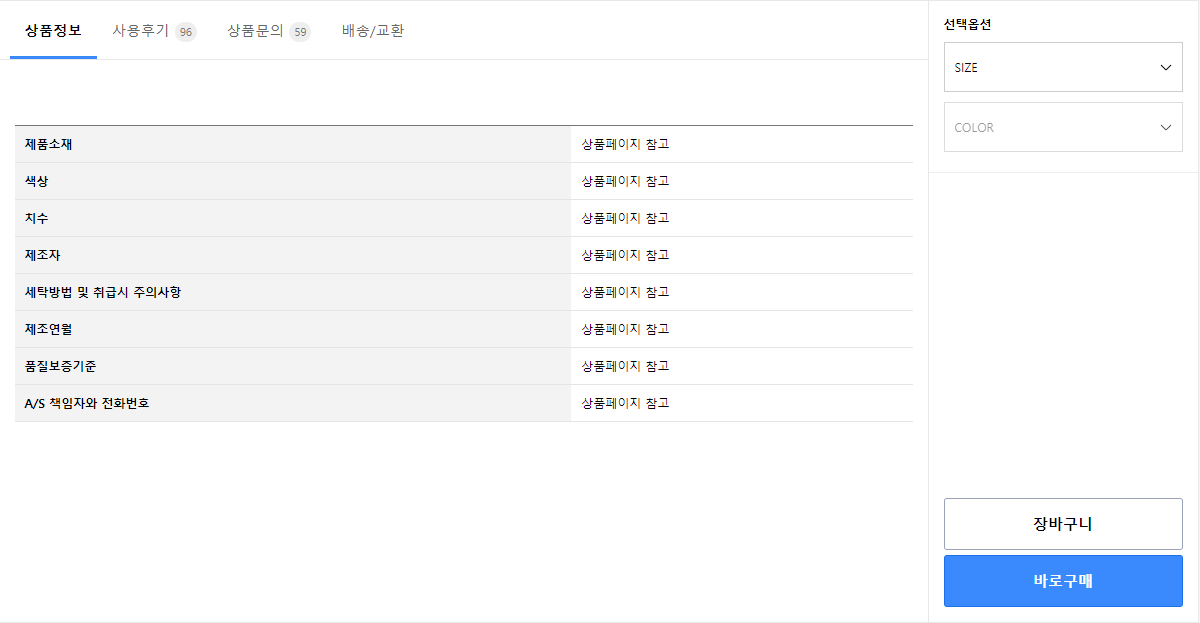 상품정보 사용후기 96 상품문의 59 배송/교환
제품소재 상품페이지 참고
색상 상품페이지 참고
치수 상품페이지 참고
제조자 상품페이지 참고
세탁방법 및 취급시 주의사항 상품페이지 참고
제조연월 상품페이지 참고
품질보증기준 상품페이지 참고
A/S 책임자와 전화번호 상품페이지 참고
선택옵션
SIZE
COLOR
장바구니
바로구매